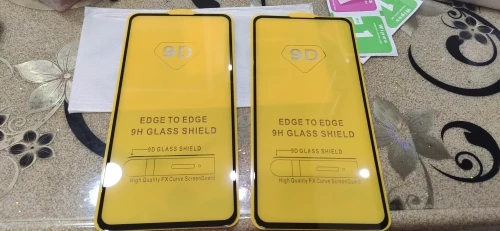 9D
EDGE TO EDGE
9H GLASS SHIELD
9D GLASS SHIELD
High Quality FX Curve ScreenGuard
9D
EDGE TO EDGE
9H GLASS SHIELD
9D GLASS SHIELD
High Quality FX Curve ScreenGuard
1